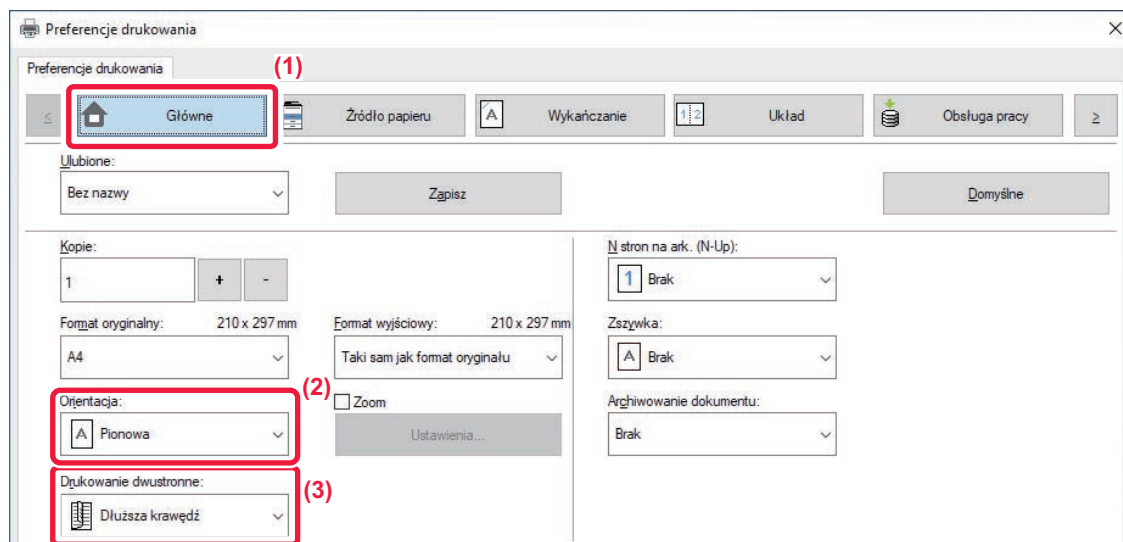 Preferencje drukowania
Preferencje drukowania
(1)
<
Główne
Źródło papieru
Wykańczanie
Układ
Obsługa pracy
>
Ulubione:
Bez nazwy
Zapisz
Domyślne
Kopie:
1
+
-
N stron na ark. (N-Up):
1 Brak
Format oryginalny: 210 x 297 mm
A4
Format wyjściowy: 210 x 297 mm
Taki sam jak format oryginału
Zszywka:
A Brak
(2)
Orientacja:
A Pionowa
Zoom
Ustawienia...
Archiwowanie dokumentu:
Brak
(3)
Drukowanie dwustronne:
Dłuższa krawędź